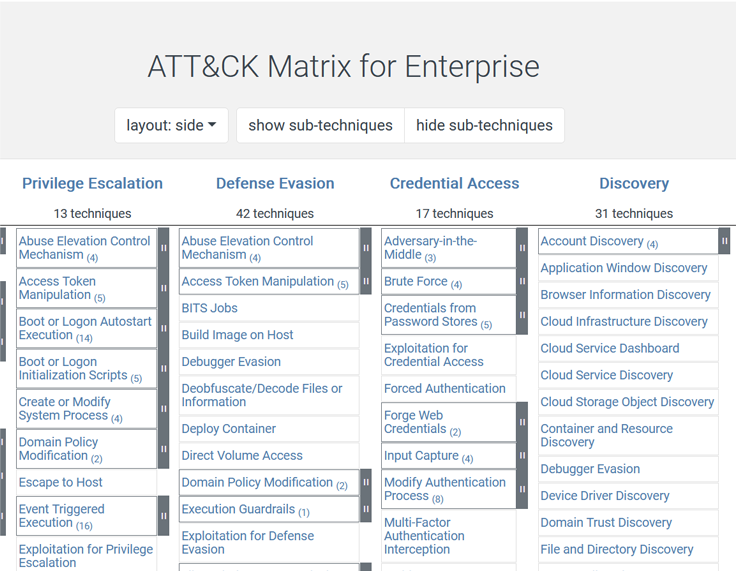 ATT&CK Matrix for Enterprise
layout: side
show sub-techniques
hide sub-techniques
Privilege Escalation
13 techniques
Abuse Elevation Control
Mechanism (4)
Access Token
Manipulation (5)
Boot or Logon Autostart
Execution (14)
Boot or Logon
Initialization Scripts (5)
Create or Modify
System Process (4)
Domain Policy
Modification (2)
Escape to Host
Event Triggered
Execution (16)
Exploitation for Privilege
Escalation
Defense Evasion
42 techniques
Abuse Elevation Control
Mechanism (4)
Access Token Manipulation (5)
BITS Jobs
Build Image on Host
Debugger Evasion
Deobfuscate/Decode Files or
Information
Deploy Container
Direct Volume Access
Domain Policy Modification (2)
Execution Guardrails (1)
Exploitation for Defense
Evasion
Credential Access
17 techniques
Adversary-in-the-
Middle (3)
Brute Force (4)
Credentials from
Password Stores (5)
Exploitation for
Credential Access
Forced Authentication
Forge Web
Credentials (2)
Input Capture (4)
Modify Authentication
Process (8)
Multi-Factor
Authentication
Interception
Discovery
31 techniques
Account Discovery (4)
Application Window Discovery
Browser Information Discovery
Cloud Infrastructure Discovery
Cloud Service Dashboard
Cloud Service Discovery
Cloud Storage Object Discovery
Container and Resource
Discovery
Debugger Evasion
Device Driver Discovery
Domain Trust Discovery
File and Directory Discovery